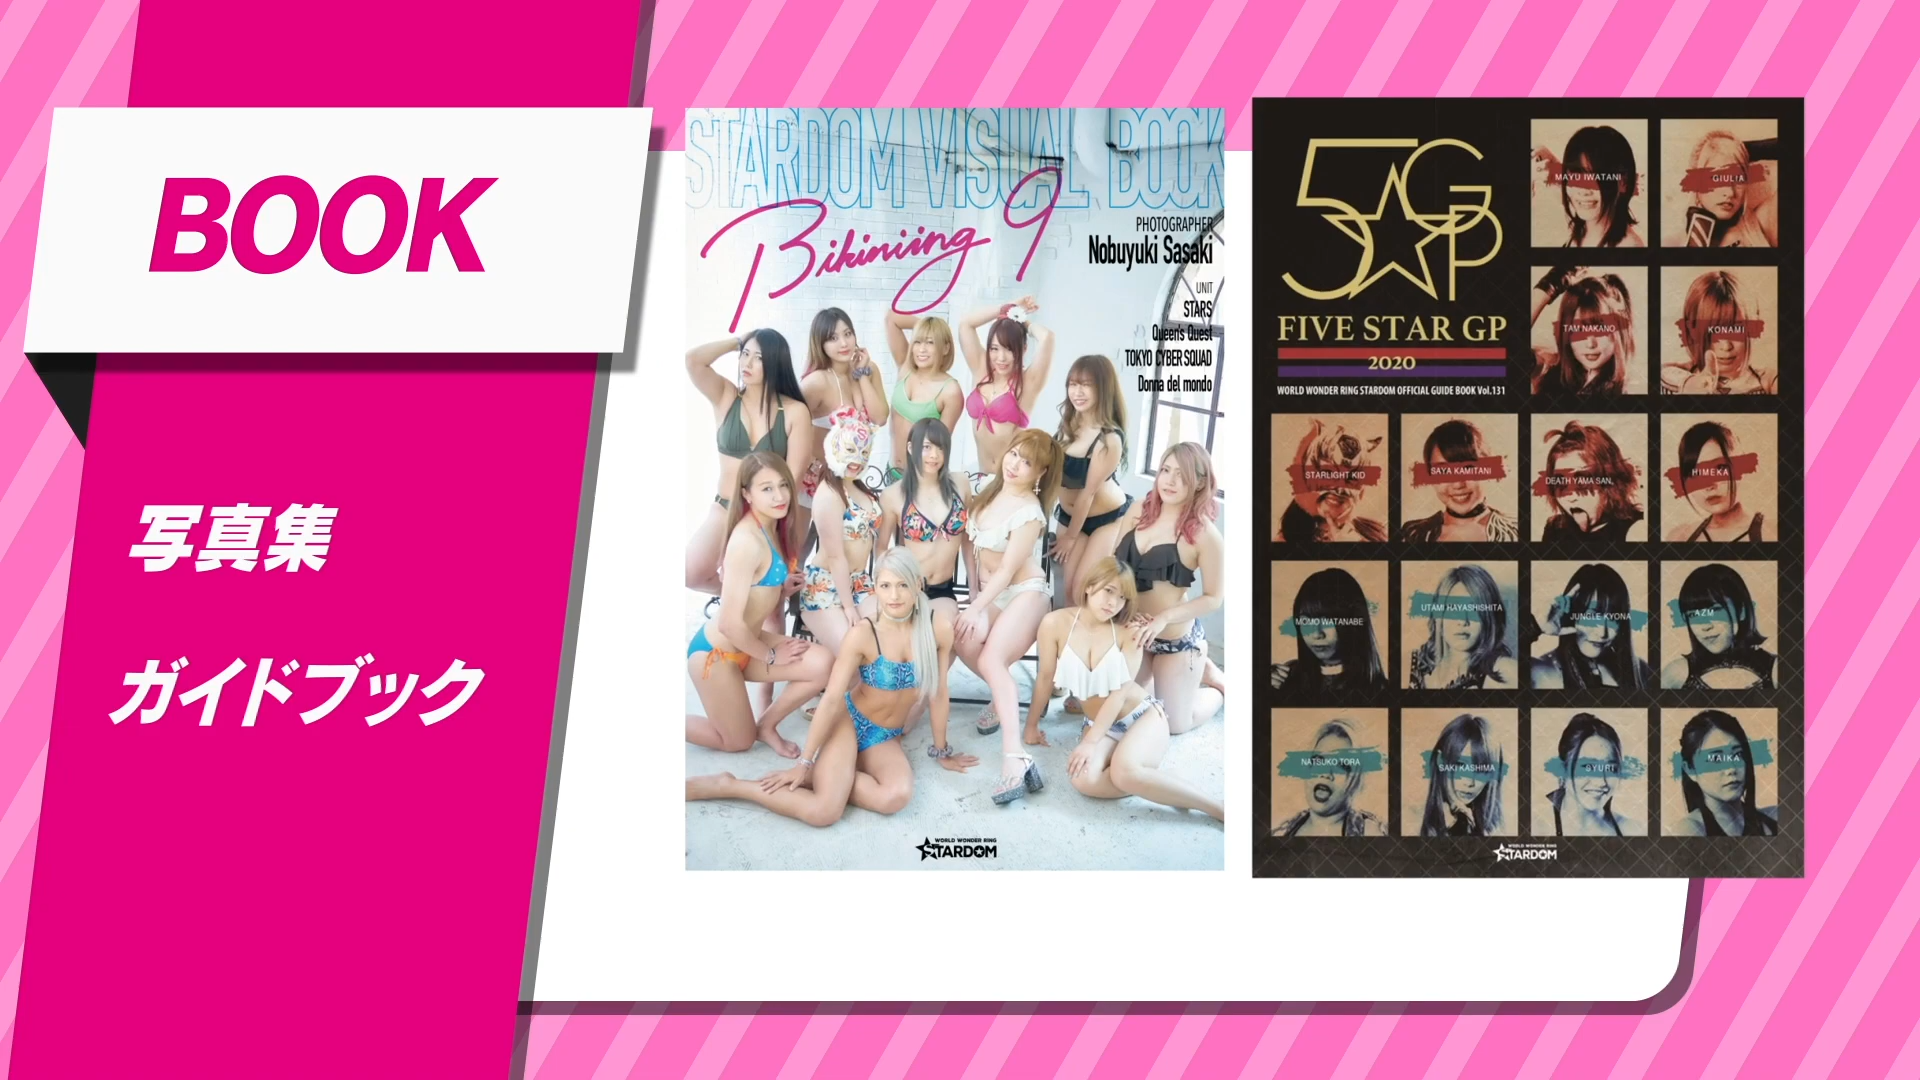 BOOK
写真集
ガイドブック
STARDOM VISUAL BOOK
Bikiniing 9
PHOTOGRAPHER
Nobuyuki Sasaki
UNIT
STARS
Queen's Quest
TOKYO CYBER SQUAD
Donna del mondo
WORLD WONDER RING
STARDOM
5★GP
FIVE STAR GP
2020
WORLD WONDER RING STARDOM OFFICIAL GUIDE BOOK Vol.131
MAYU IWATANI
GIULIA
TAM NAKANO
KONAMI
STARLIGHT KID
SAYA KAMITANI
DEATH YAMA SAN。
HIMEKA
MOMO WATANABE
UTAMI HAYASHISHITA
JUNGLE KYONA
AZM
NATSUKO TORA
SAKI KASHIMA
SYURI
MAIKA
WORLD WONDER RING
STARDOM